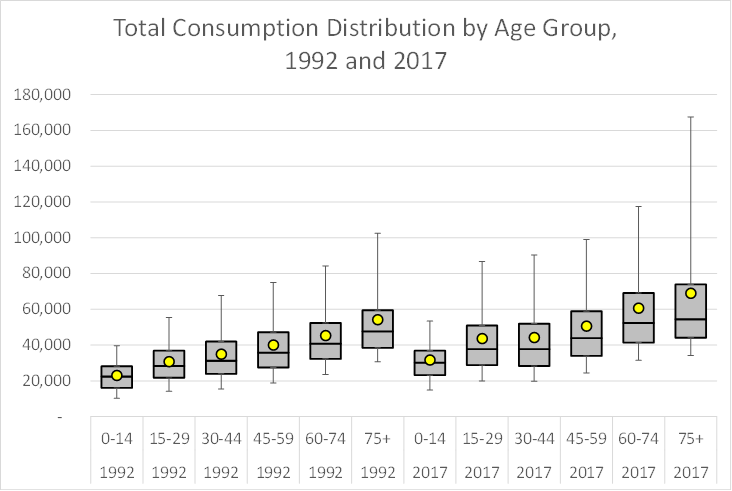 Total Consumption Distribution by Age Group,
1992 and 2017
180,000
160,000
140,000
120,000
100,000
80,000
60,000
40,000
20,000
-
0-14 15-29 30-44 45-59 60-74 75+ 0-14 15-29 30-44 45-59 60-74 75+
1992 1992 1992 1992 1992 1992 2017 2017 2017 2017 2017 2017